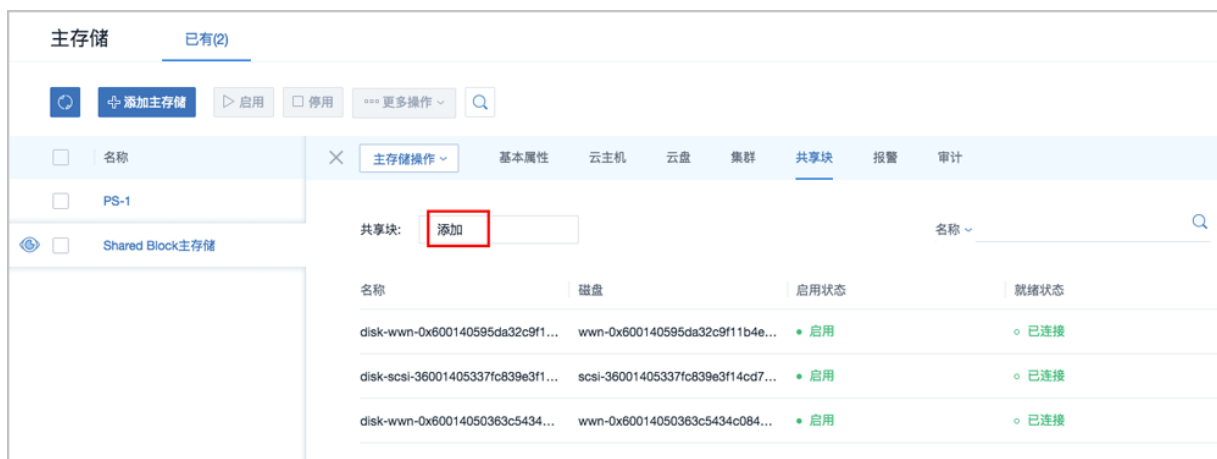 主存储 已有(2)
添加主存储 启用 停用 更多操作
名称 主存储操作 基本属性 云主机 云盘 集群 共享块 报警 审计
PS-1
共享块: 添加 名称
Shared Block主存储
名称 磁盘 启用状态 就绪状态
disk-wwn-0x600140595da32c9f1... wwn-0x600140595da32c9f11b4e... 启用 已连接
disk-scsi-36001405337fc839e3f1... scsi-36001405337fc839e3f14cd7... 启用 已连接
disk-wwn-0x60014050363c5434... wwn-0x60014050363c5434c084... 启用 已连接